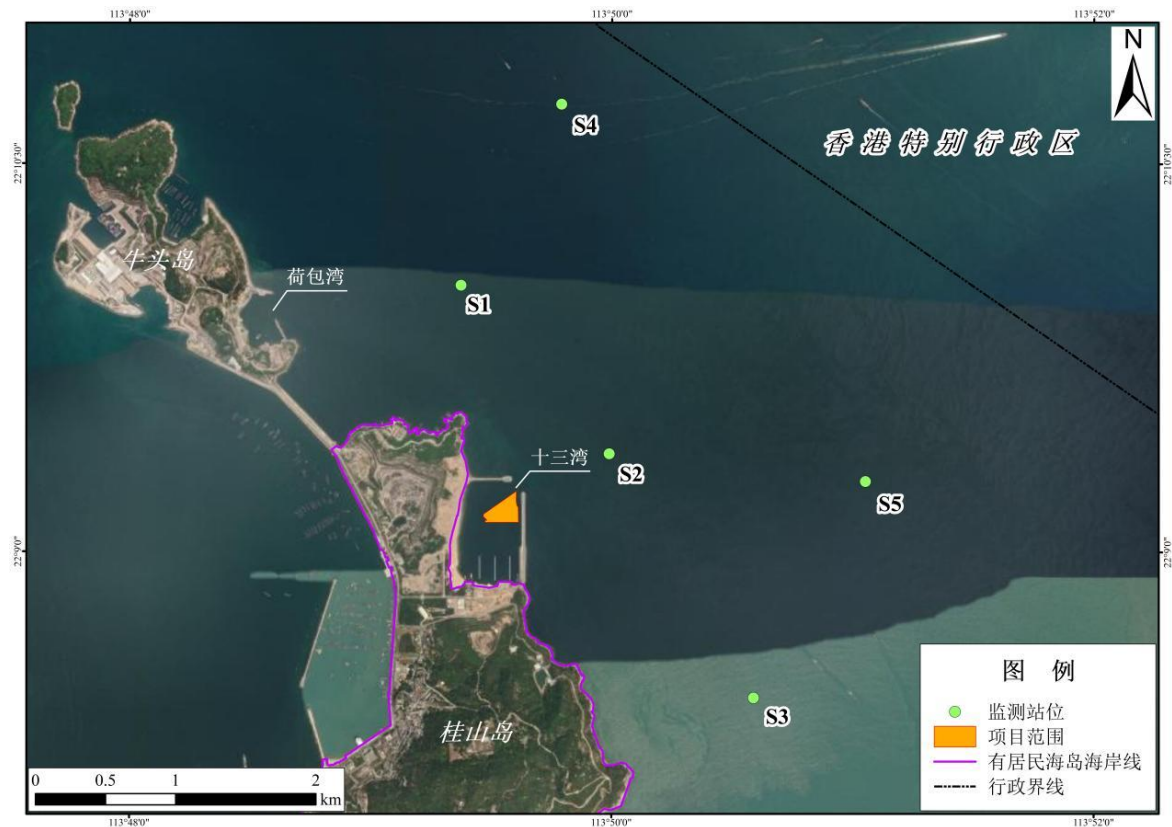 113°48'0" 113°50'0" 113°52'0"
N
S4
香港特别行政区
22°10'30" 22°10'30"
牛头岛
荷包湾
S1
十三湾
S2
S5
22°9'0" 22°9'0"
图 例
S3
监测站位
桂山岛
项目范围
有居民海岛海岸线
行政界线
0 0.5 1 2
km
113°48'0" 113°50'0" 113°52'0"